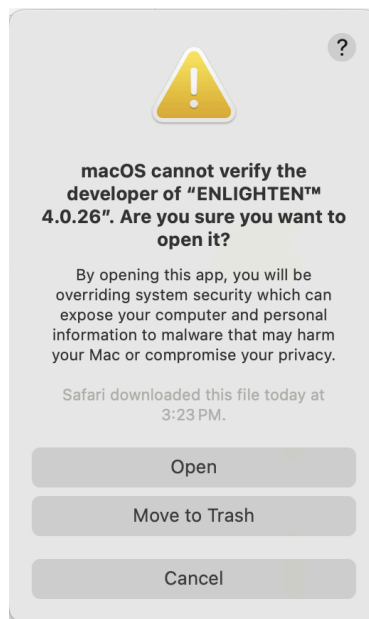 ?
macOS cannot verify the
developer of “ENLIGHTEN™
4.0.26”. Are you sure you want to
open it?
By opening this app, you will be
overriding system security which can
expose your computer and personal
information to malware that may harm
your Mac or compromise your privacy.
Safari downloaded this file today at
3:23 PM.
Open
Move to Trash
Cancel